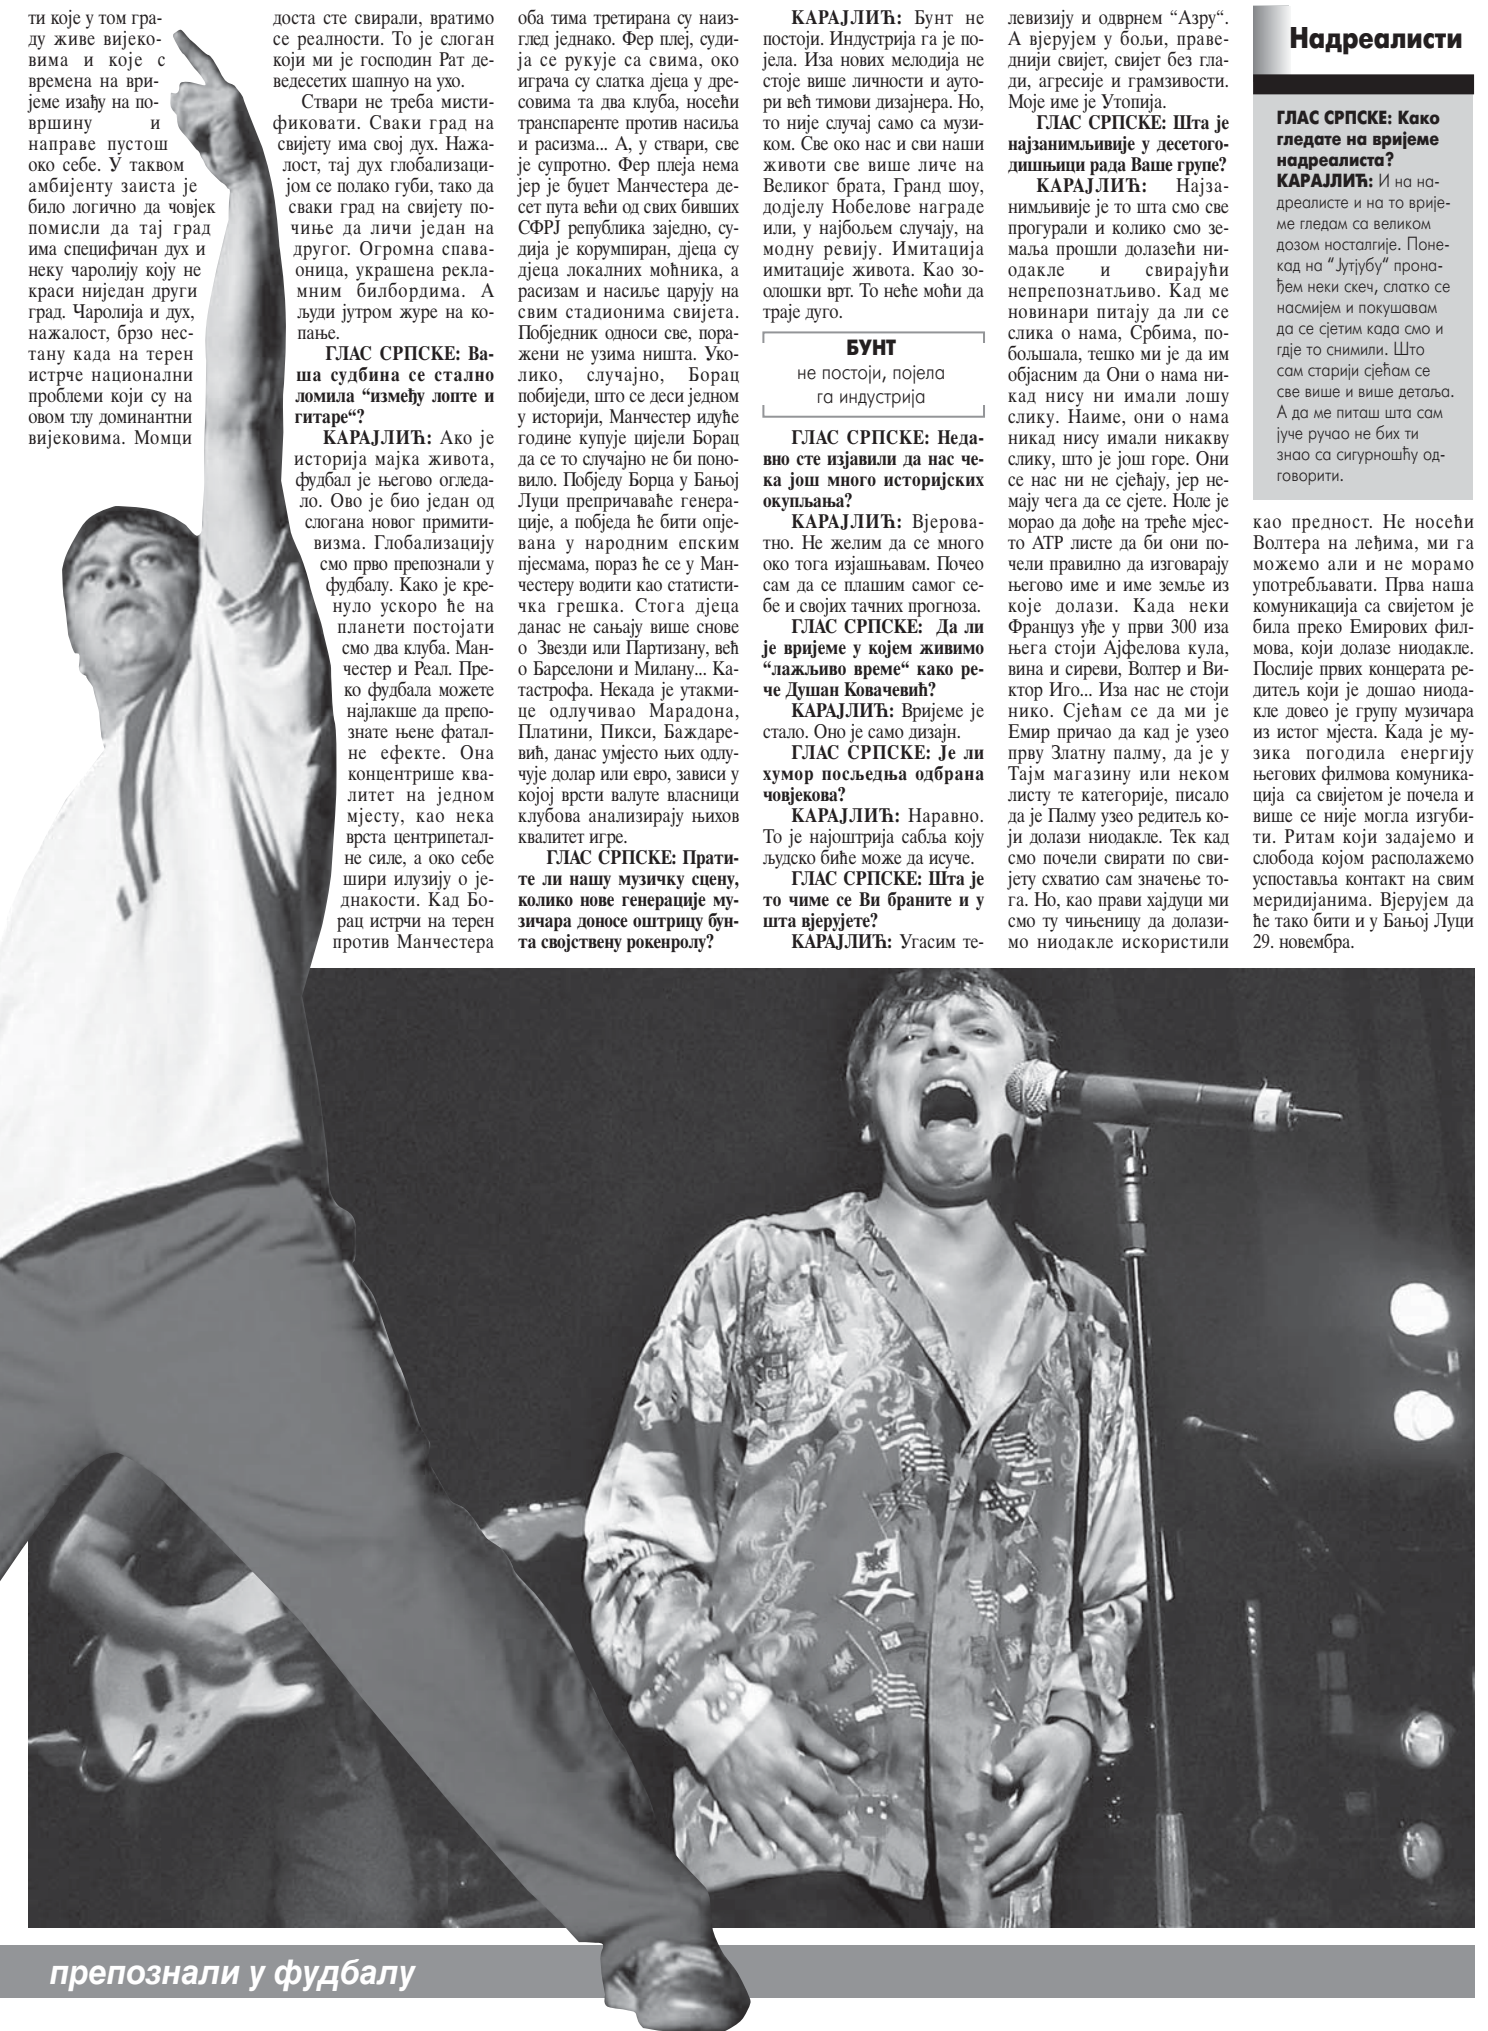 ти које у том гра-
ду живе вијеко-
вима и које с
времена на ври-
јеме изађу на по-
вршину и
направе пустош
око себе. У таквом
амбијенту заиста је
било логично да човјек
помисли да тај град
има специфичан дух и
неку чаролију коју не
краси ниједан други
град. Чаролија и дух,
нажалост, брзо нес-
тану када на терен
истрче национални
проблеми који су на
овом тлу доминантни
вијековима. Момци
доста сте свирали, вратимо
се реалности. То је слоган
који ми је господин Рат де-
ведесетих шапнуо на ухо.
Ствари не треба мисти-
фиковати. Сваки град на
свијету има свој дух. Нажа-
лост, тај дух глобализаци-
јом се полако губи, тако да
сваки град на свијету по-
чиње да личи један на
другог. Огромна спава-
оница, украшена рекла-
мним билбордима. А
људи јутром журе на ко-
пање.
ГЛАС СРПСКЕ: Ва-
ша судбина се стално
ломила “између лопте и
гитаре“?
КАРАЈЛИЋ: Ако је
историја мајка живота,
фудбал је његово огледа-
ло. Ово је био један од
слогана новог примити-
визма. Глобализацију
смо прво препознали у
фудбалу. Како је кре-
нуло ускоро ће на
планети постојати
смо два клуба. Ман-
честер и Реал. Пре-
ко фудбала можете
најлакше да препо-
знате њене фатал-
не ефекте. Она
концентрише ква-
литет на једном
мјесту, као нека
врста центрипетал-
не силе, а око себе
шири илузију о је-
днакости. Кад Бо-
рац истрчи на терен
против Манчестера
оба тима третирана су наиз-
глед једнако. Фер плеј, суди-
ја се рукује са свима, око
играча су слатка дјеца у дре-
совима та два клуба, носећи
транспаренте против насиља
и расизма... А, у ствари, све
је супротно. Фер плеја нема
јер је буџет Манчестера де-
сет пута већи од свих бивших
СФРЈ република заједно, су-
дија је корумпиран, дјеца су
дјеца локалних моћника, а
расизам и насиље царују на
свим стадионима свијета.
Побједник односи све, пора-
жени не узима ништа. Уко-
лико, случајно, Борац
побиједи, што се деси једном
у историји, Манчестер идуће
године купује цијели Борац
да се то случајно не би поно-
вило. Побједу Борца у Бањој
Луци препричаваће генера-
ције, а побједа ће бити опје-
вана у народним епским
пјесмама, пораз ће се у Ман-
честеру водити као статисти-
чка грешка. Стога дјеца
данас не сањају више снове
о Звезди или Партизану, већ
о Барселони и Милану... Ка-
тастрофа. Некада је утакми-
це одлучивао Марадона,
Платини, Пикси, Баждаре-
вић, данас умјесто њих одлу-
чује долар или евро, зависи у
којој врсти валуте власници
клубова анализирају њихов
квалитет игре.
ГЛАС СРПСКЕ: Прати-
те ли нашу музичку сцену,
колико нове генерације му-
зичара доносе оштрицу бун-
та својствену рокенролу?
КАРАЈЛИЋ: Бунт не
постоји. Индустрија га је по-
јела. Иза нових мелодија не
стоје више личности и ауто-
ри већ тимови дизајнера. Но,
то није случај само са музи-
ком. Све око нас и сви наши
животи све више личе на
Великог брата, Гранд шоу,
додјелу Нобелове награде
или, у најбољем случају, на
модну ревију. Имитација
имитације живота. Као зо-
олошки врт. То неће моћи да
траје дуго.
БУНТ
не постоји, појела
га индустрија
ГЛАС СРПСКЕ: Неда-
вно сте изјавили да нас че-
ка још много историјских
окупљања?
КАРАЈЛИЋ: Вјерова-
тно. Не желим да се много
око тога изјашњавам. Почео
сам да се плашим самог се-
бе и својих тачних прогноза.
ГЛАС СРПСКЕ: Да ли
је вријеме у којем живимо
“лажљиво време“ како ре-
че Душан Ковачевић?
КАРАЈЛИЋ: Вријеме је
стало. Оно је само дизајн.
ГЛАС СРПСКЕ: Је ли
хумор посљедња одбрана
човјекова?
КАРАЈЛИЋ: Наравно.
То је најоштрија сабља коју
људско биће може да исуче.
ГЛАС СРПСКЕ: Шта је
то чиме се Ви браните и у
шта вјерујете?
КАРАЈЛИЋ: Угасим те-
левизију и одврнем “Азру“.
А вјерујем у бољи, праве-
днији свијет, свијет без гла-
ди, агресије и грамзивости.
Моје име је Утопија.
ГЛАС СРПСКЕ: Шта је
најзанимљивије у десетого-
дишњици рада Ваше групе?
КАРАЈЛИЋ: Најза-
нимљивије је то шта смо све
прогурали и колико смо зе-
маља прошли долазећи ни-
одакле и свирајући
непрепознатљиво. Кад ме
новинари питају да ли се
слика о нама, Србима, по-
бољшала, тешко ми је да им
објасним да Они о нама ни-
кад нису ни имали лошу
слику. Наиме, они о нама
никад нису имали никакву
слику, што је још горе. Они
се нас ни не сјећају, јер не-
мају чега да се сјете. Ноле је
морао да дође на треће мјес-
то АТР листе да би они по-
чели правилно да изговарају
његово име и име земље из
које долази. Када неки
Француз уђе у први 300 иза
њега стоји Ајфелова кула,
вина и сиреви, Волтер и Ви-
ктор Иго... Иза нас не стоји
нико. Сјећам се да ми је
Емир причао да кад је узео
прву Златну палму, да је у
Тајм магазину или неком
листу те категорије, писало
да је Палму узео редитељ ко-
ји долази ниодакле. Тек кад
смо почели свирати по сви-
јету схватио сам значење то-
га. Но, као прави хајдуци ми
смо ту чињеницу да долази-
мо ниодакле искористили
Надреалисти
ГЛАС СРПСКЕ: Како
гледате на вријеме
надреалиста?
КАРАЈЛИЋ: И на на-
дреалисте и на то врије-
ме гледам са великом
дозом носталгије. Поне-
кад на “Јутјубу“ прона-
ђем неки скеч, слатко се
насмијем и покушавам
да се сјетим када смо и
гдје то снимили. Што
сам старији сјећам се
све више и више детаља.
А да ме питаш шта сам
јуче ручао не бих ти
знао са сигурношћу од-
говорити.
као предност. Не носећи
Волтера на леђима, ми га
можемо али и не морамо
употребљавати. Прва наша
комуникација са свијетом је
била преко Емирових фил-
мова, који долазе ниодакле.
Послије првих концерата ре-
дитељ који је дошао ниода-
кле довео је групу музичара
из истог мјеста. Када је му-
зика погодила енергију
његових филмова комуника-
ција са свијетом је почела и
више се није могла изгуби-
ти. Ритам који задајемо и
слобода којом располажемо
успоставља контакт на свим
меридијанима. Вјерујем да
ће тако бити и у Бањој Луци
29. новембра.
препознали у фудбалу